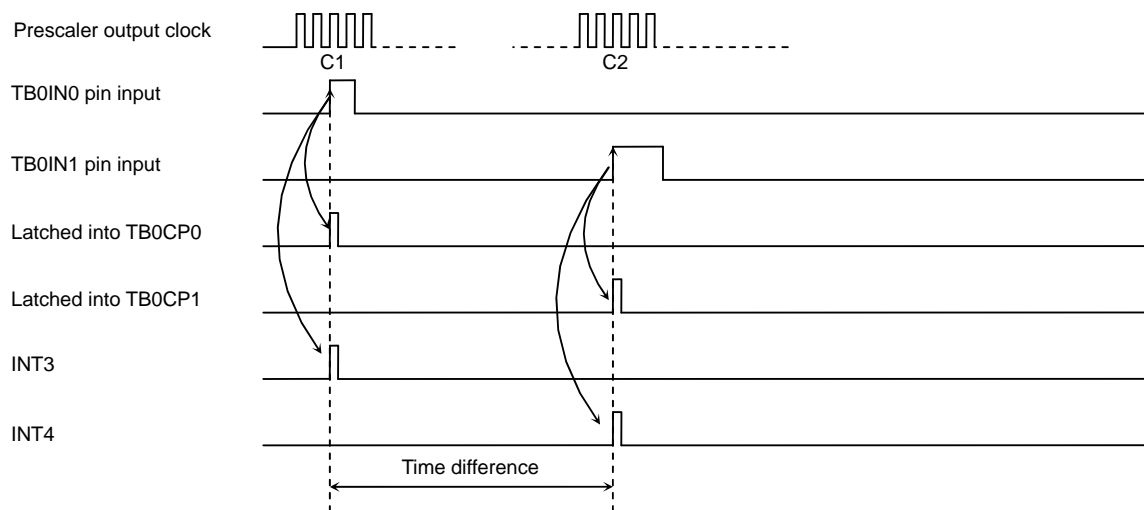 Prescaler output clock
C1
C2
TB0IN0 pin input
TB0IN1 pin input
Latched into TB0CP0
Latched into TB0CP1
INT3
INT4
Time difference